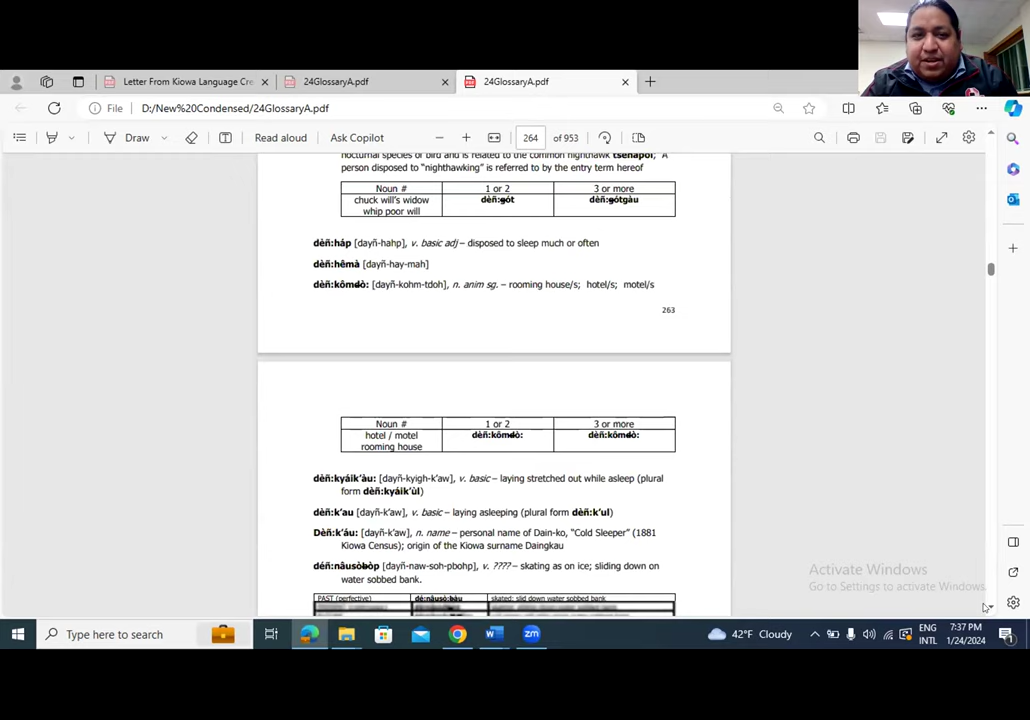 Letter From Kiowa Language Cre
24GlossaryA.pdf
24GlossaryA.pdf
File
D:/New%20Condensed/24GlossaryA.pdf
Draw
Read aloud
Ask Copilot
264
of 953
nocturnal species of bird and is related to the common nighthawk
person disposed to "nighthawking" is referred to by the entry term hereof
Noun # 1 or 2 3 or more
chuck will's widow dèñ:gót dèñ:gótgàu
whip poor will
dèñ:háp [dayñ-hahp], v. basic adj – disposed to sleep much or often
dèñ:hêmà [dayñ-hay-mah]
dèñ:kômdò: [dayñ-kohm-tdoh], n. anim sg. – rooming house/s; hotel/s; motel/s
263
Noun # 1 or 2 3 or more
hotel / motel dèñ:kômdò: dèñ:kômdò:
rooming house
dèñ:kyáik'àu: [dayñ-kyigh-k'aw], v. basic – laying stretched out while asleep (plural
form dèñ:kyáik'ùl)
dèñ:k'au [dayñ-k'aw], v. basic – laying asleeping (plural form dèñ:k'ul)
Dèñ:k'áu: [dayñ-k'aw], n. name – personal name of Dain-ko, "Cold Sleeper" (1881
Kiowa Census); origin of the Kiowa surname Daingkau
déñ:nâusòbòp [dayñ-naw-soh-pbohp], v. ???? – skating as on ice; sliding down on
water sobbed bank.
PAST (perfective) skated: slid down water sobbed bank
Activate Windows
Go to Settings to activate Windows.
Type here to search
42°F Cloudy
ENG
INTL
7:37 PM
1/24/2024